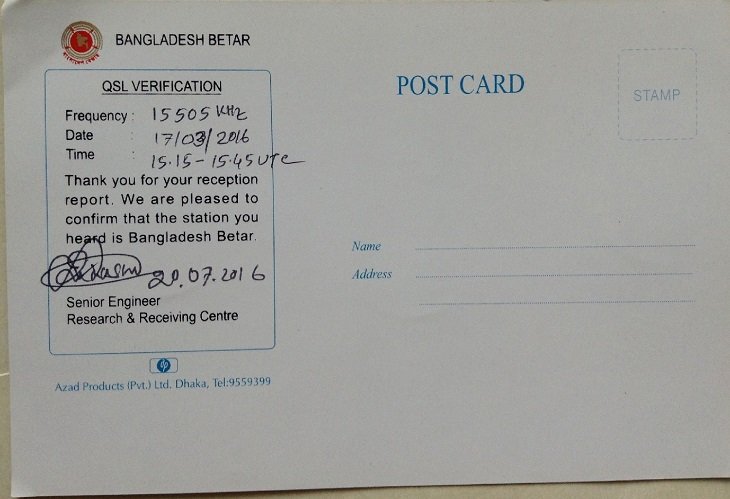 BANGLADESH BETAR
QSL VERIFICATION
Frequency : 15505 KHz
Date : 17/03/2016
Time : 15.15 - 15.45 UTC
Thank you for your reception
report. We are pleased to
confirm that the station you
heard is Bangladesh Betar.
20.07.2016
Senior Engineer
Research & Receiving Centre
hp
Azad Products (Pvt.) Ltd. Dhaka, Tel:9559399
POST CARD
STAMP
Name
Address